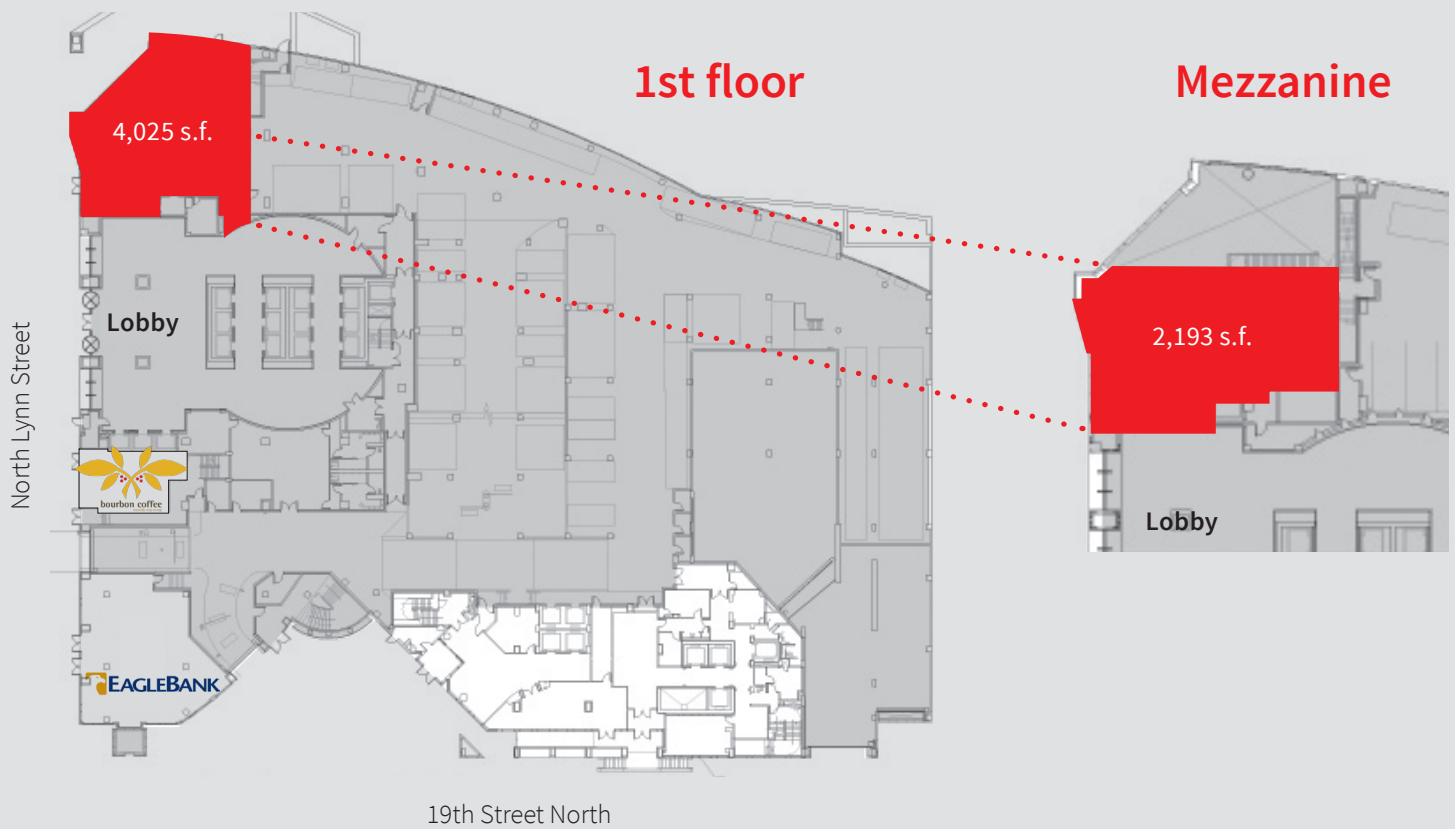 1st floor
Mezzanine
4,025 s.f.
2,193 s.f.
Lobby
North Lynn Street
bourbon coffee
Lobby
EAGLEBANK
19th Street North